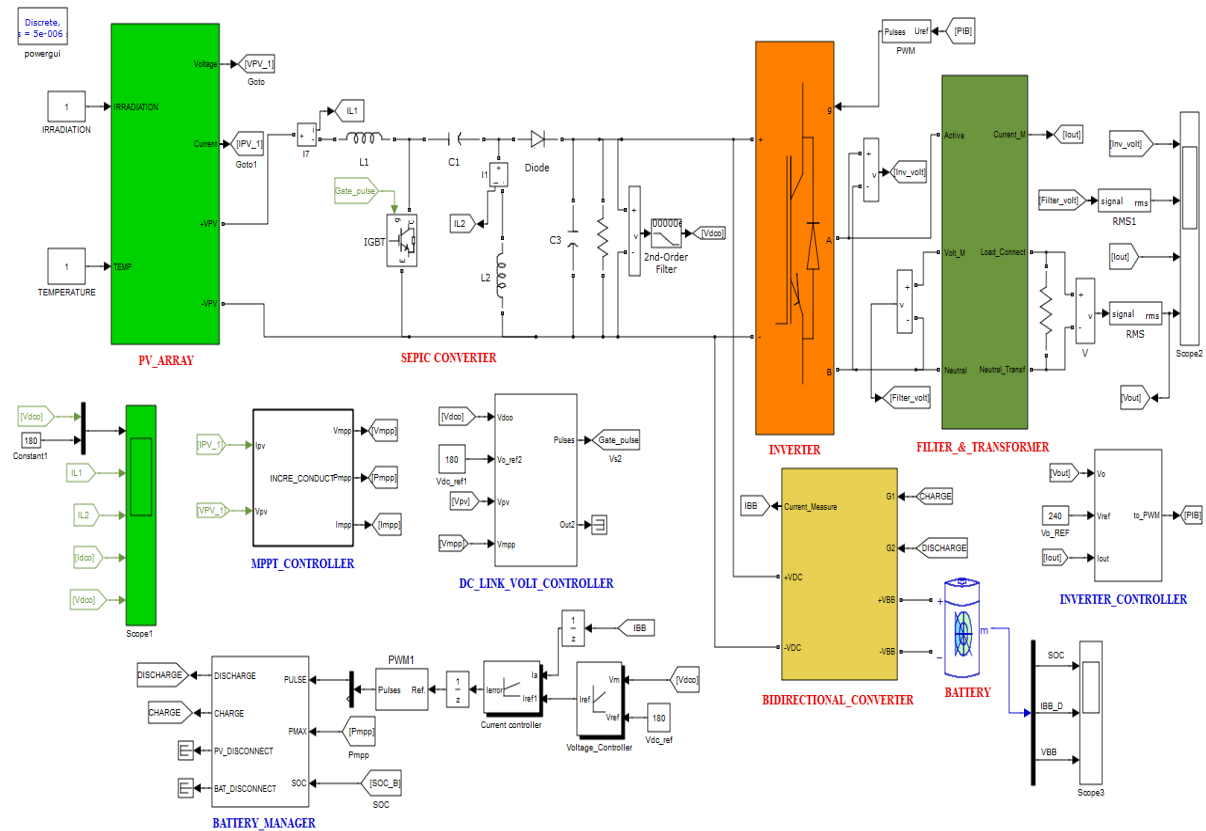 Discrete,
s = 5e-006
powergui
1
IRRADIATION
1
TEMPERATURE
IRRADIATION
TEMP
Voltage
Current
+VPV
-VPV
PV_ARRAY
[VPV_1]
Goto
[IPV_1]
Goto1
IL1
+
i
-
I7
L1
Gate_pulse
g
C
E
IGBT
C1
I1
+
i
-
IL2
L2
Diode
C3
+
v
-
00000
2nd-Order
Filter
[Vdco]
SEPIC CONVERTER
+
-
g
A
B
INVERTER
Pulses
Uref
PWM
[PIB]
+
v
-
[Inv_volt]
+
v
-
[Filter_volt]
Active
Volt_M
Neutral
Current_M
Load_Connect
Neutral_Transf
FILTER_&_TRANSFORMER
[Iout]
+
v
-
V
[Inv_volt]
[Filter_volt]
signal
rms
RMS1
[Iout]
signal
rms
RMS
[Vout]
Scope2
[Vdco]
180
Constant1
IL1
IL2
[Idco]
[Vdco]
Scope1
[IPV_1]
[VPV_1]
Ipv
Vpv
INCRE_CONDUCT
Vmpp
Pmpp
Impp
[Vmpp]
[Pmpp]
[Impp]
MPPT_CONTROLLER
[Vdco]
180
Vdc_ref1
[Vpv]
[Vmpp]
Vdco
Vo_ref2
Vpv
Vmpp
Pulses
Out2
Gate_pulse
Vs2
DC_LINK_VOLT_CONTROLLER
IBB
Current_Measure
+VDC
-VDC
G1
G2
+VBB
-VBB
CHARGE
DISCHARGE
BIDIRECTIONAL_CONVERTER
+
m
-
BATTERY
[Vout]
240
Vo_REF
[Iout]
Vo
Vref
Iout
to_PWM
[PIB]
INVERTER_CONTROLLER
SOC
IBB_D
VBB
Scope3
DISCHARGE
CHARGE
DISCHARGE
CHARGE
PV_DISCONNECT
BAT_DISCONNECT
PULSE
PMAX
SOC
BATTERY_MANAGER
[Pmpp]
Pmpp
[SOC_B]
SOC
PWM1
Pulses
Ref.
1
z
Ierror
Ia
Iref1
Current controller
1
z
IBB
Iref
Vm
Vref
Voltage_Controller
[Vdco]
180
Vdc_ref